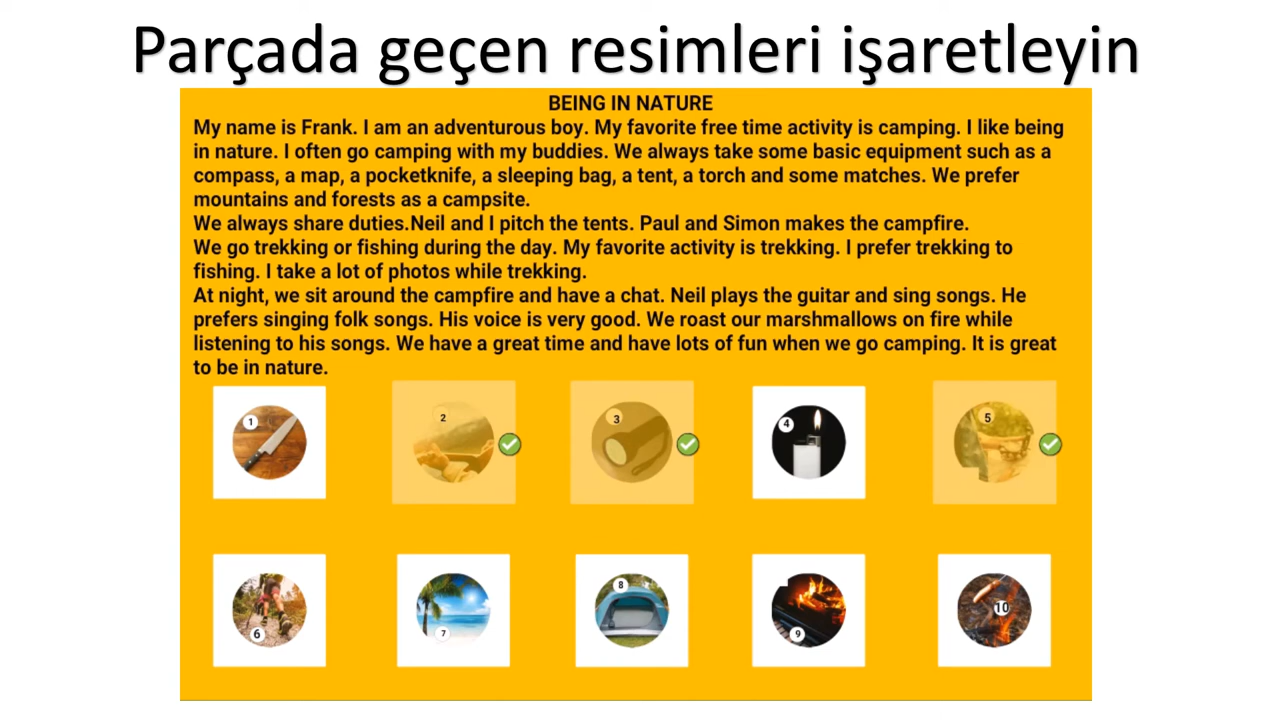 Parçada geçen resimleri işaretleyin
BEING IN NATURE
My name is Frank. I am an adventurous boy. My favorite free time activity is camping. I like being
in nature. I often go camping with my buddies. We always take some basic equipment such as a
compass, a map, a pocketknife, a sleeping bag, a tent, a torch and some matches. We prefer
mountains and forests as a campsite.
We always share duties.Neil and I pitch the tents. Paul and Simon makes the campfire.
We go trekking or fishing during the day. My favorite activity is trekking. I prefer trekking to
fishing. I take a lot of photos while trekking.
At night, we sit around the campfire and have a chat. Neil plays the guitar and sing songs. He
prefers singing folk songs. His voice is very good. We roast our marshmallows on fire while
listening to his songs. We have a great time and have lots of fun when we go camping. It is great
to be in nature.
1
2
3
4
5
6
7
8
9
10